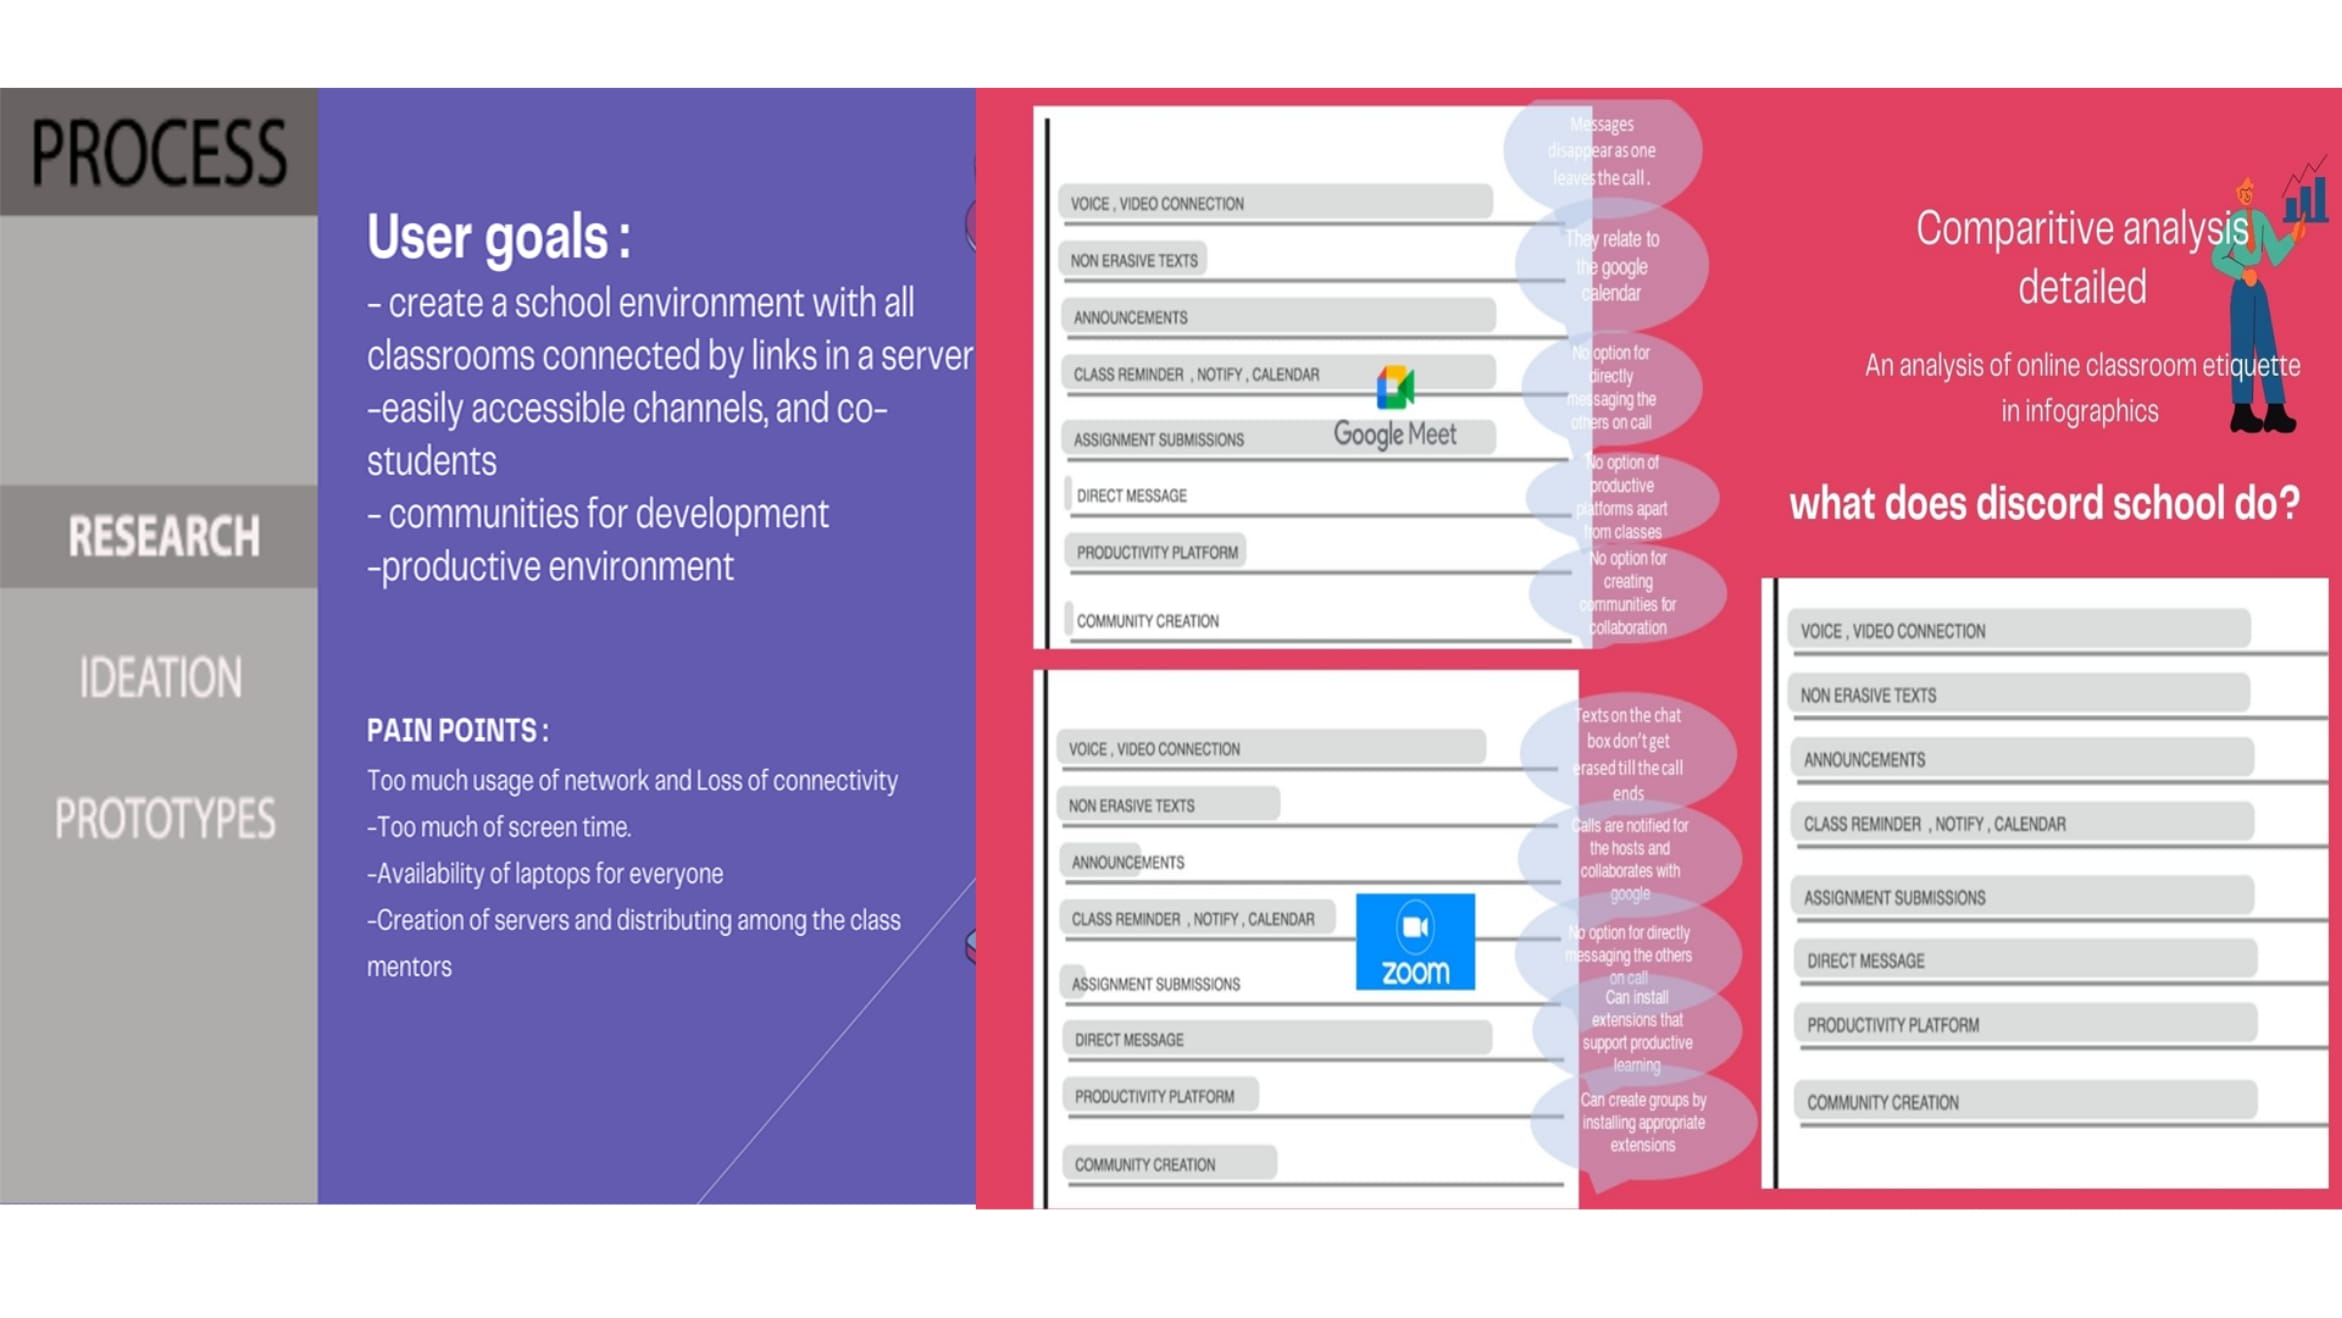 PROCESS
RESEARCH
IDEATION
PROTOTYPES
User goals :
- create a school environment with all
classrooms connected by links in a server
-easily accessible channels, and co-
students
- communities for development
-productive environment
PAIN POINTS :
Too much usage of network and Loss of connectivity
-Too much of screen time.
-Availability of laptops for everyone
-Creation of servers and distributing among the class
mentors
VOICE , VIDEO CONNECTION
NON ERASIVE TEXTS
ANNOUNCEMENTS
CLASS REMINDER , NOTIFY , CALENDAR
ASSIGNMENT SUBMISSIONS
DIRECT MESSAGE
PRODUCTIVITY PLATFORM
COMMUNITY CREATION
Google Meet
Messages
disappear as one
leaves the call .
They relate to
the google
calendar
No option for
directly
messaging the
others on call
No option of
productive
platforms apart
from classes
No option for
creating
communities for
collaboration
VOICE , VIDEO CONNECTION
NON ERASIVE TEXTS
ANNOUNCEMENTS
CLASS REMINDER , NOTIFY , CALENDAR
ASSIGNMENT SUBMISSIONS
DIRECT MESSAGE
PRODUCTIVITY PLATFORM
COMMUNITY CREATION
zoom
Texts on the chat
box don't get
erased till the call
ends
Calls are notified for
the hosts and
collaborates with
google
No option for directly
messaging the others
on call
Can install
extensions that
support productive
learning
Can create groups by
installing appropriate
extensions
Comparitive analysis
detailed
An analysis of online classroom etiquette
in infographics
what does discord school do?
VOICE , VIDEO CONNECTION
NON ERASIVE TEXTS
ANNOUNCEMENTS
CLASS REMINDER , NOTIFY , CALENDAR
ASSIGNMENT SUBMISSIONS
DIRECT MESSAGE
PRODUCTIVITY PLATFORM
COMMUNITY CREATION